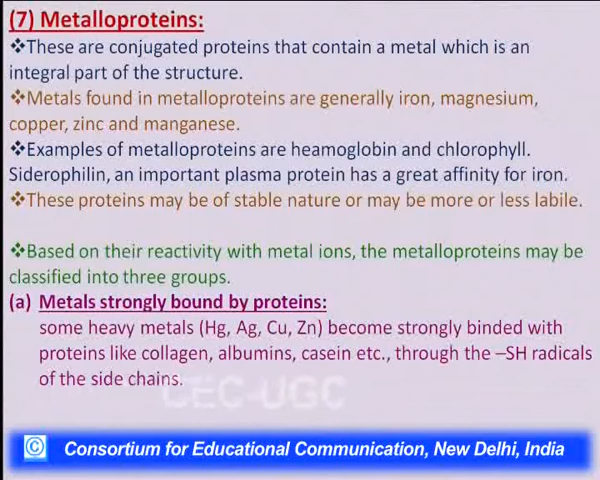 (7) Metalloproteins:
❖These are conjugated proteins that contain a metal which is an
integral part of the structure.
❖Metals found in metalloproteins are generally iron, magnesium,
copper, zinc and manganese.
❖Examples of metalloproteins are heamoglobin and chlorophyll.
Siderophilin, an important plasma protein has a great affinity for iron.
❖These proteins may be of stable nature or may be more or less labile.
❖Based on their reactivity with metal ions, the metalloproteins may be
classified into three groups.
(a) Metals strongly bound by proteins:
some heavy metals (Hg, Ag, Cu, Zn) become strongly binded with
proteins like collagen, albumins, casein etc., through the –SH radicals
of the side chains.
CEC-UGC
© Consortium for Educational Communication, New Delhi, India